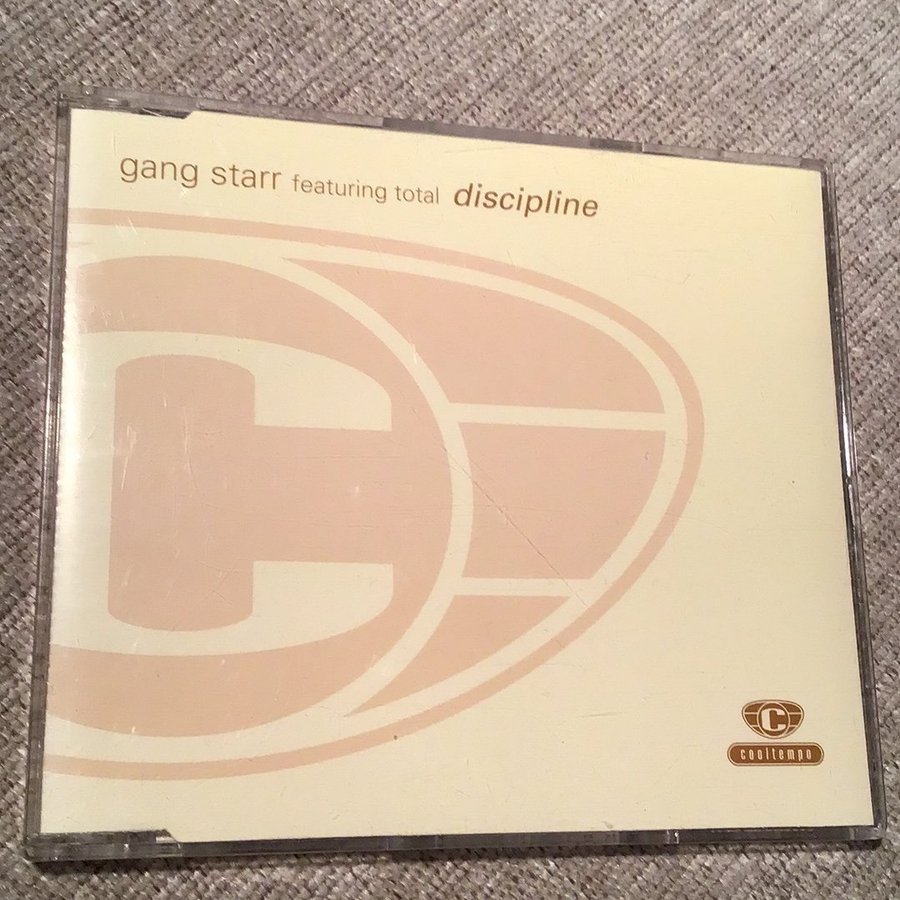 gang starr featuring total discipline
C
C
cooltempo